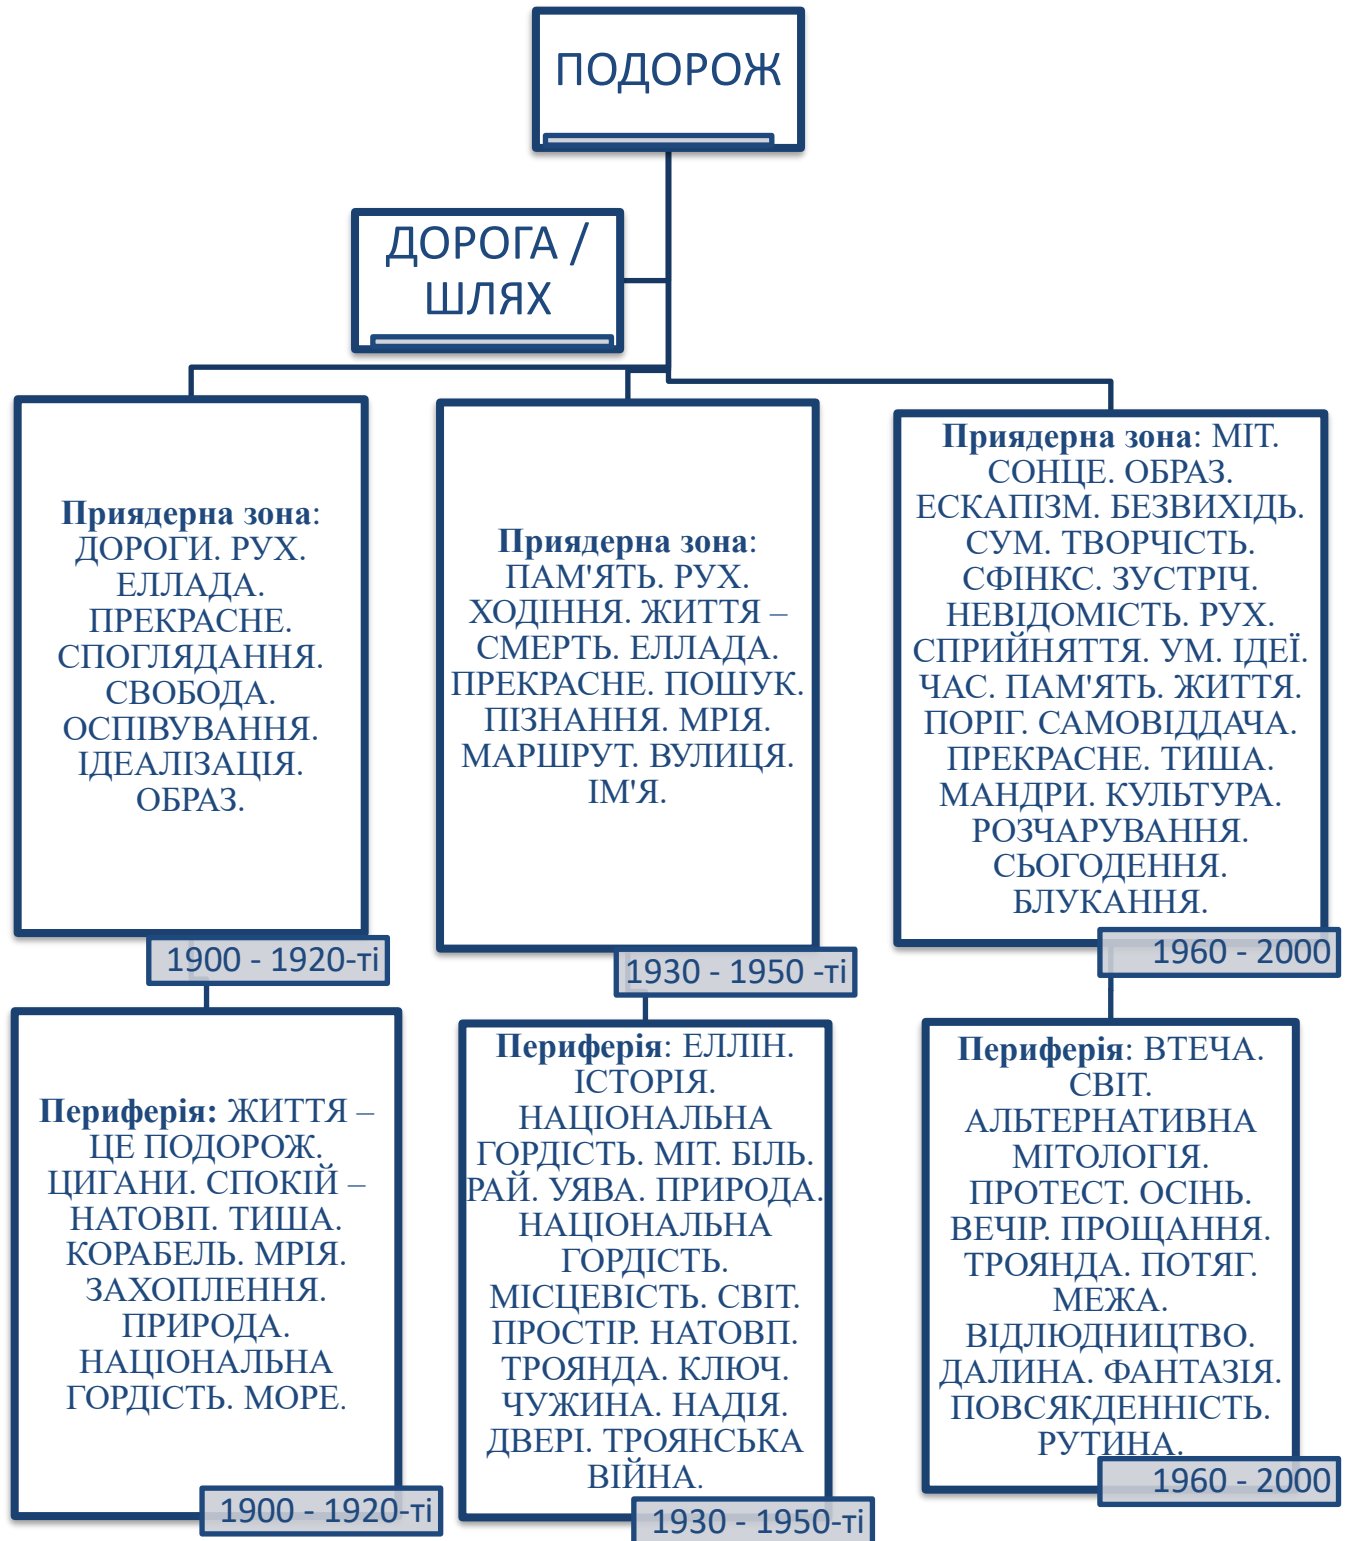 ПОДОРОЖ
ДОРОГА /
ШЛЯХ
Приядерна зона:
ДОРОГИ. РУХ.
ЕЛЛАДА.
ПРЕКРАСНЕ.
СПОГЛЯДАННЯ.
СВОБОДА.
ОСПІВУВАННЯ.
ІДЕАЛІЗАЦІЯ.
ОБРАЗ.
1900 - 1920-ті
Приядерна зона:
ПАМ'ЯТЬ. РУХ.
ХОДІННЯ. ЖИТТЯ –
СМЕРТЬ. ЕЛЛАДА.
ПРЕКРАСНЕ. ПОШУК.
ПІЗНАННЯ. МРІЯ.
МАРШРУТ. ВУЛИЦЯ.
ІМ'Я.
1930 - 1950 -ті
Приядерна зона: МІТ.
СОНЦЕ. ОБРАЗ.
ЕСКАПІЗМ. БЕЗВИХІДЬ.
СУМ. ТВОРЧІСТЬ.
СФІНКС. ЗУСТРІЧ.
НЕВІДОМІСТЬ. РУХ.
СПРИЙНЯТТЯ. УМ. ІДЕЇ.
ЧАС. ПАМ'ЯТЬ. ЖИТТЯ.
ПОРІГ. САМОВІДДАЧА.
ПРЕКРАСНЕ. ТИША.
МАНДРИ. КУЛЬТУРА.
РОЗЧАРУВАННЯ.
СЬОГОДЕННЯ.
БЛУКАННЯ.
1960 - 2000
Периферія: ЖИТТЯ –
ЦЕ ПОДОРОЖ.
ЦИГАНИ. СПОКІЙ –
НАТОВП. ТИША.
КОРАБЕЛЬ. МРІЯ.
ЗАХОПЛЕННЯ.
ПРИРОДА.
НАЦІОНАЛЬНА
ГОРДІСТЬ. МОРЕ.
1900 - 1920-ті
Периферія: ЕЛЛІН.
ІСТОРІЯ.
НАЦІОНАЛЬНА
ГОРДІСТЬ. МІТ. БІЛЬ.
РАЙ. УЯВА. ПРИРОДА.
НАЦІОНАЛЬНА
ГОРДІСТЬ.
МІСЦЕВІСТЬ. СВІТ.
ПРОСТІР. НАТОВП.
ТРОЯНДА. КЛЮЧ.
ЧУЖИНА. НАДІЯ.
ДВЕРІ. ТРОЯНСЬКА
ВІЙНА.
1930 - 1950-ті
Периферія: ВТЕЧА.
СВІТ.
АЛЬТЕРНАТИВНА
МІТОЛОГІЯ.
ПРОТЕСТ. ОСІНЬ.
ВЕЧІР. ПРОЩАННЯ.
ТРОЯНДА. ПОТЯГ.
МЕЖА.
ВІДЛЮДНИЦТВО.
ДАЛИНА. ФАНТАЗІЯ.
ПОВСЯКДЕННІСТЬ.
РУТИНА.
1960 - 2000